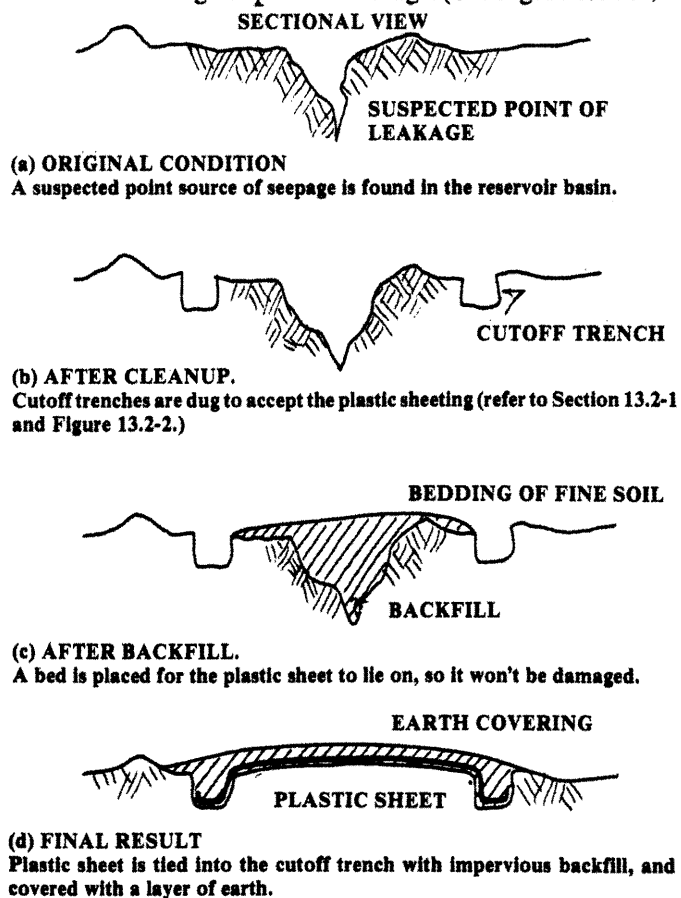 SECTIONAL VIEW
SUSPECTED POINT OF
LEAKAGE
(a) ORIGINAL CONDITION
A suspected point source of seepage is found in the reservoir basin.
CUTOFF TRENCH
(b) AFTER CLEANUP.
Cutoff trenches are dug to accept the plastic sheeting (refer to Section 13.2-1
and Figure 13.2-2.)
BEDDING OF FINE SOIL
BACKFILL
(c) AFTER BACKFILL.
A bed is placed for the plastic sheet to lie on, so it won't be damaged.
EARTH COVERING
PLASTIC SHEET
(d) FINAL RESULT
Plastic sheet is tied into the cutoff trench with impervious backfill, and
covered with a layer of earth.